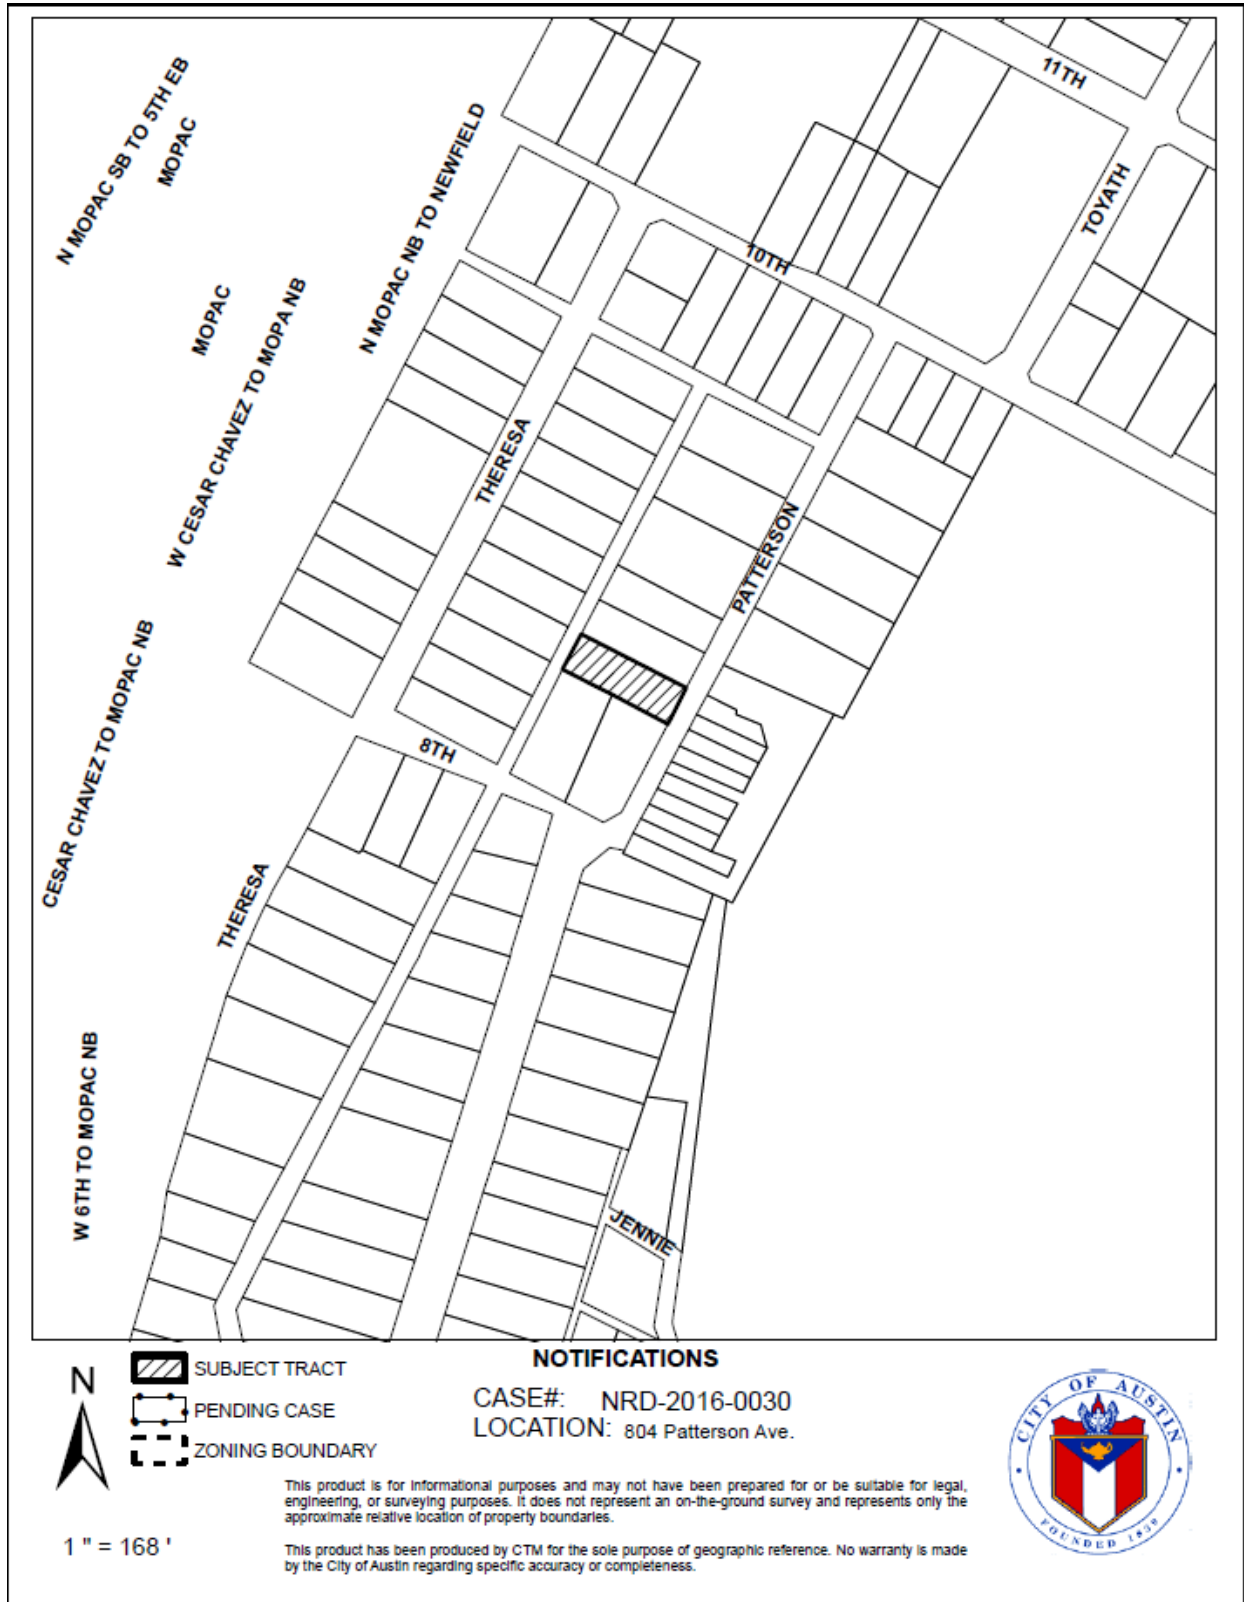 11TH
N MOPAC SB TO 5TH EB
MOPAC
N MOPAC NB TO NEWFIELD
TOYATH
10TH
MOPAC
W CESAR CHAVEZ TO MOPA NB
THERESA
PATTERSON
CESAR CHAVEZ TO MOPAC NB
8TH
THERESA
W 6TH TO MOPAC NB
JENNIE
N
SUBJECT TRACT
PENDING CASE
ZONING BOUNDARY
1 " = 168 '
NOTIFICATIONS
CASE#: NRD-2016-0030
LOCATION: 804 Patterson Ave.
This product is for informational purposes and may not have been prepared for or be suitable for legal,
engineering, or surveying purposes. It does not represent an on-the-ground survey and represents only the
approximate relative location of property boundaries.
This product has been produced by CTM for the sole purpose of geographic reference. No warranty is made
by the City of Austin regarding specific accuracy or completeness.
CITY OF AUSTIN
FOUNDED 1839